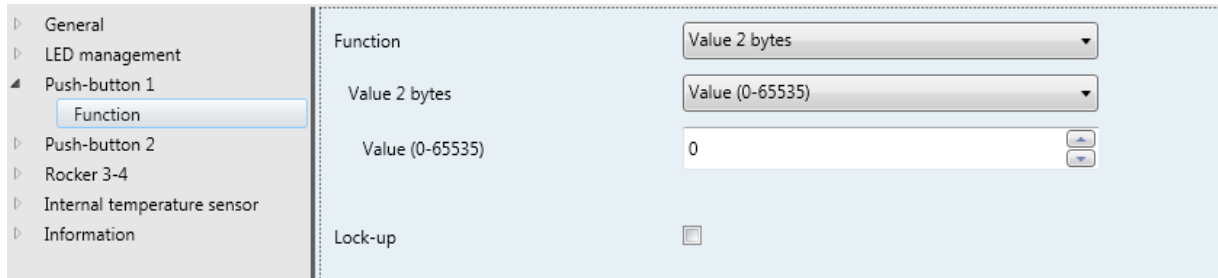 General
LED management
Push-button 1
Function
Push-button 2
Rocker 3-4
Internal temperature sensor
Information
Function
Value 2 bytes
Value 2 bytes
Value (0-65535)
Value (0-65535)
0
Lock-up